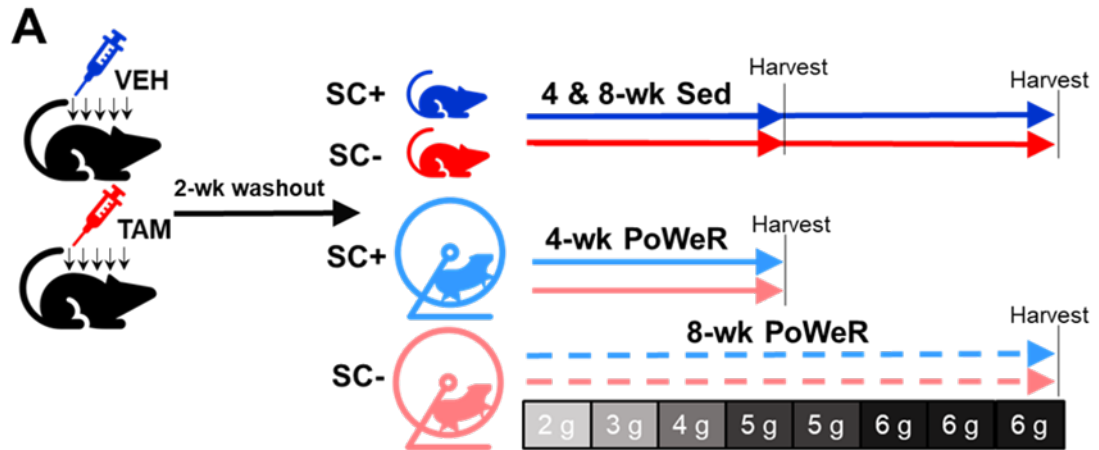 A
VEH
TAM
2-wk washout
SC+
SC-
4 & 8-wk Sed
Harvest
Harvest
SC+
4-wk PoWeR
Harvest
SC-
8-wk PoWeR
Harvest
2 g 3 g 4 g 5 g 5 g 6 g 6 g 6 g